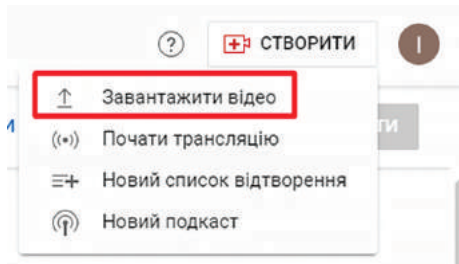 СТВОРИТИ
І
Завантажити відео
Почати трансляцію
Новий список відтворення
Новий подкаст